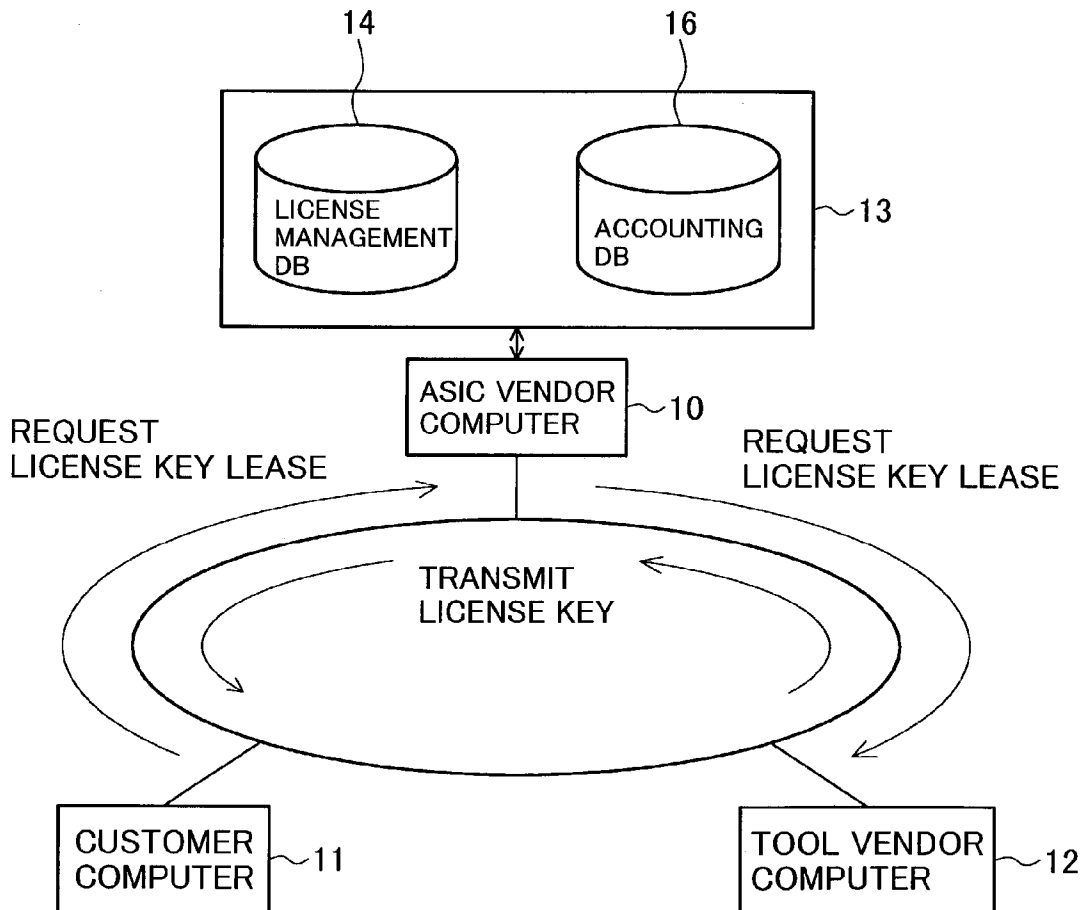 14
16
LICENSE
MANAGEMENT
DB
ACCOUNTING
DB
13
ASIC VENDOR
COMPUTER
10
REQUEST
LICENSE KEY LEASE
REQUEST
LICENSE KEY LEASE
TRANSMIT
LICENSE KEY
CUSTOMER
COMPUTER
11
TOOL VENDOR
COMPUTER
12